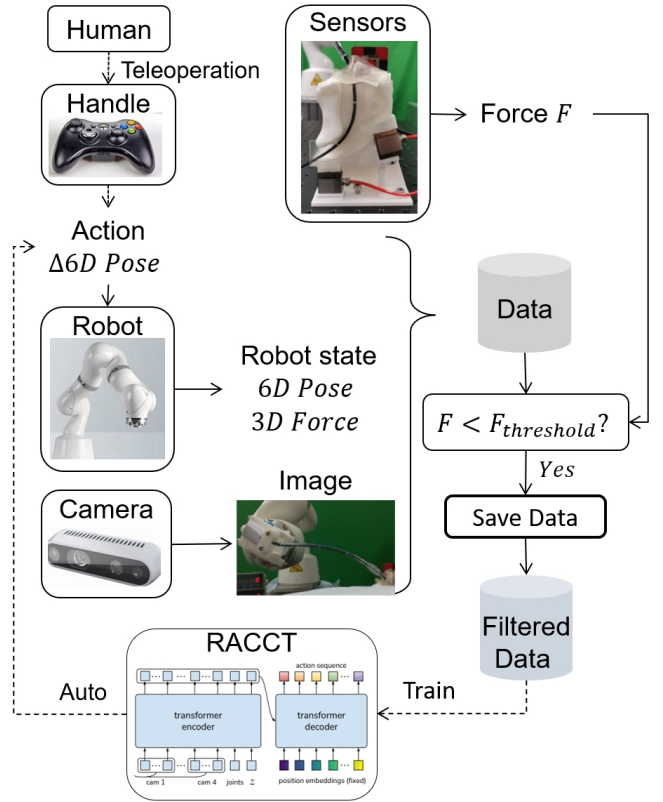 Human
Teleoperation
Handle
Action
Δ6D Pose
Robot
Robot state
6D Pose
3D Force
Camera
Image
Sensors
Force F
Data
F < F_threshold?
Yes
Save Data
Filtered
Data
Train
RACCT
Auto
action sequence
transformer
encoder
transformer
decoder
cam 1
cam 4
joints
z
position embeddings (fixed)